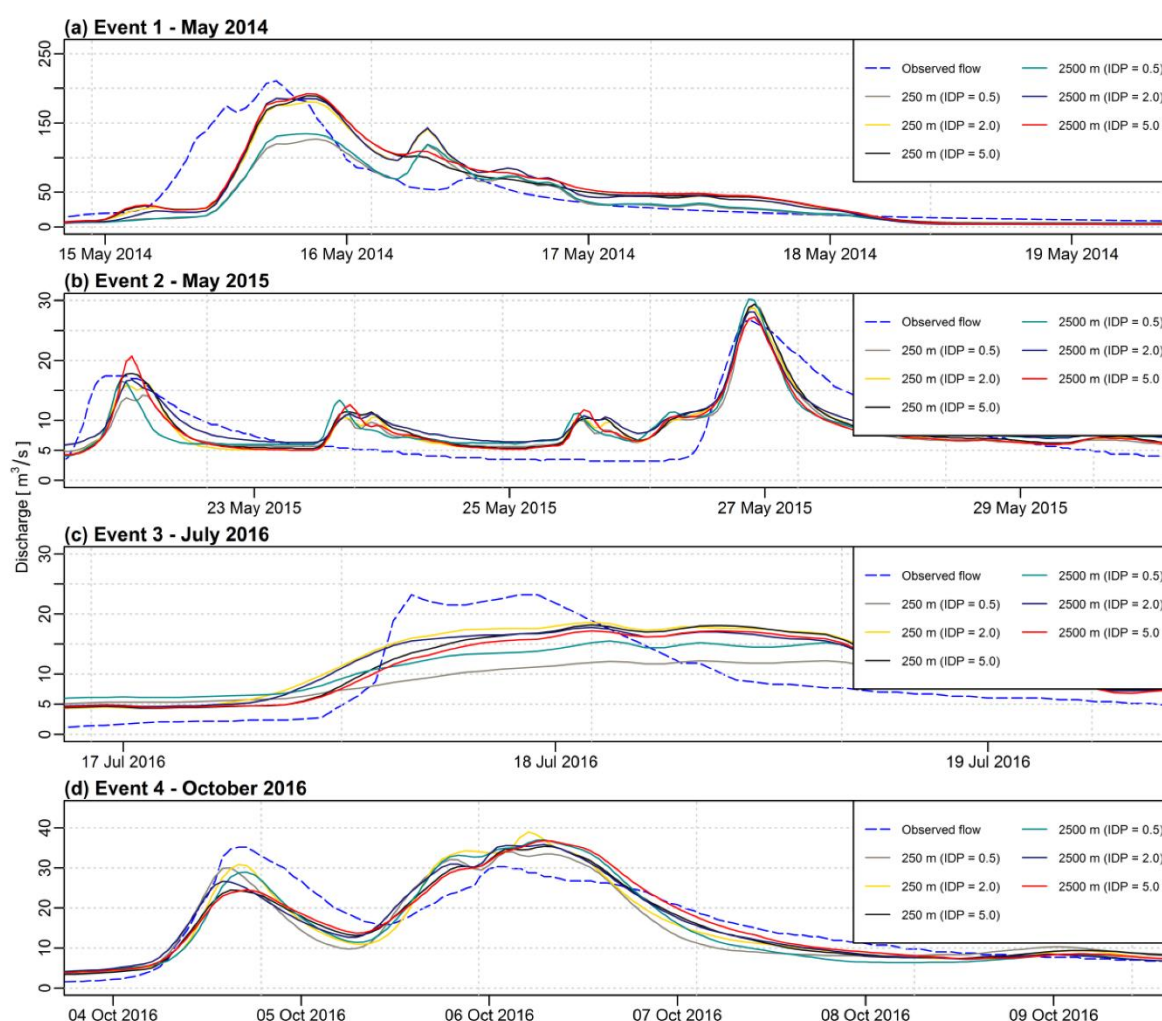 (a) Event 1 - May 2014
250
150
50
0
Observed flow
250 m (IDP = 0.5)
250 m (IDP = 2.0)
250 m (IDP = 5.0)
2500 m (IDP = 0.5)
2500 m (IDP = 2.0)
2500 m (IDP = 5.0
15 May 2014 16 May 2014 17 May 2014 18 May 2014 19 May 2014
(b) Event 2 - May 2015
30
20
10
5
0
Observed flow
250 m (IDP = 0.5)
250 m (IDP = 2.0)
250 m (IDP = 5.0)
2500 m (IDP = 0.5)
2500 m (IDP = 2.0)
2500 m (IDP = 5.0
23 May 2015 25 May 2015 27 May 2015 29 May 2015
Discharge [ m³/s ]
(c) Event 3 - July 2016
30
20
10
5
0
Observed flow
250 m (IDP = 0.5)
250 m (IDP = 2.0)
250 m (IDP = 5.0)
2500 m (IDP = 0.5)
2500 m (IDP = 2.0)
2500 m (IDP = 5.0
17 Jul 2016 18 Jul 2016 19 Jul 2016
(d) Event 4 - October 2016
40
30
20
10
0
Observed flow
250 m (IDP = 0.5)
250 m (IDP = 2.0)
250 m (IDP = 5.0)
2500 m (IDP = 0.5)
2500 m (IDP = 2.0)
2500 m (IDP = 5.0
04 Oct 2016 05 Oct 2016 06 Oct 2016 07 Oct 2016 08 Oct 2016 09 Oct 2016